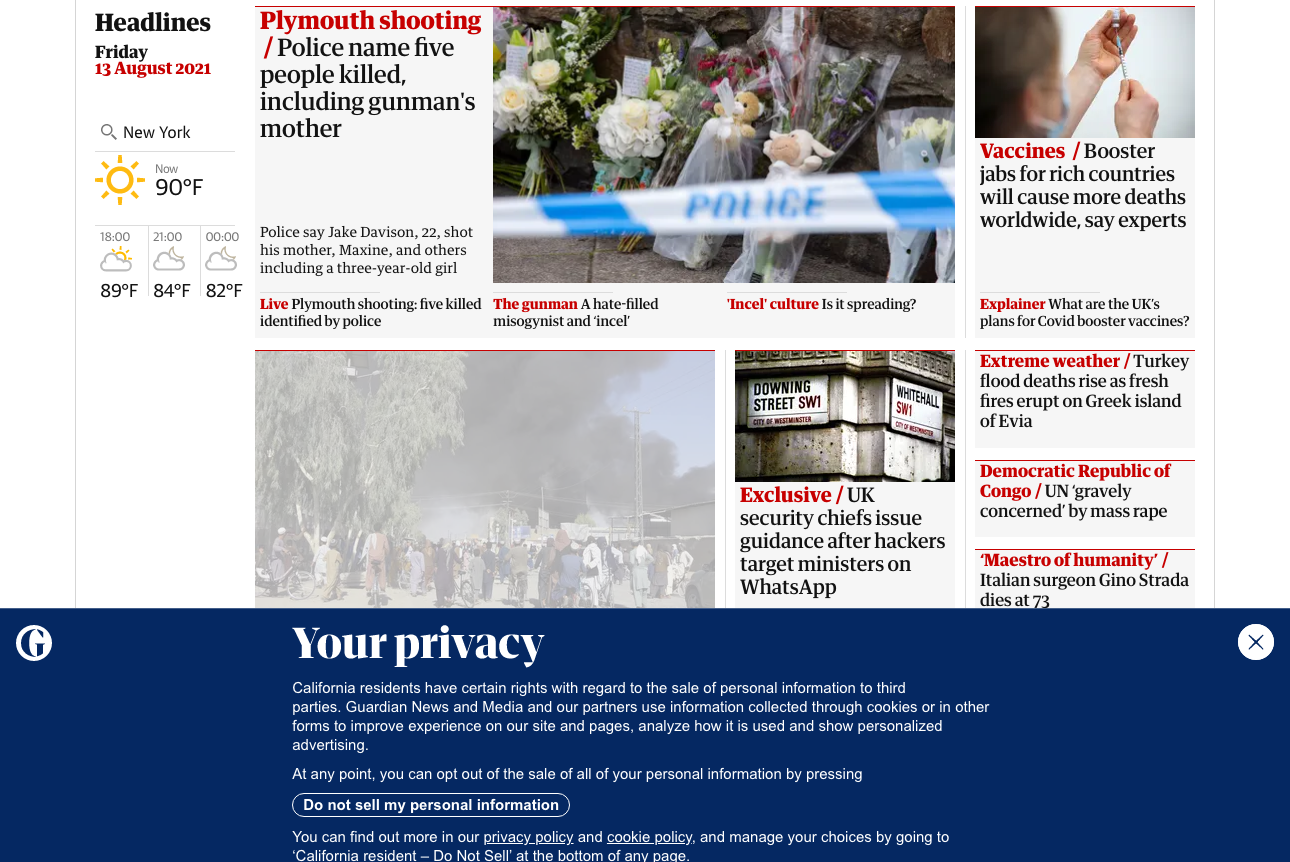 Headlines
Friday
13 August 2021
New York
Now
90°F
18:00
21:00
00:00
89°F
84°F
82°F
Plymouth shooting
/ Police name five
people killed,
including gunman's
mother
Police say Jake Davison, 22, shot
his mother, Maxine, and others
including a three-year-old girl
Live Plymouth shooting: five killed
identified by police
The gunman A hate-filled
misogynist and ‘incel’
'Incel' culture Is it spreading?
POLICE
Vaccines / Booster
jabs for rich countries
will cause more deaths
worldwide, say experts
Explainer What are the UK’s
plans for Covid booster vaccines?
DOWNING
STREET SW1
CITY OF WESTMINSTER
WHITEHALL
SW1
CITY OF WESTMINSTER
Exclusive / UK
security chiefs issue
guidance after hackers
target ministers on
WhatsApp
Extreme weather / Turkey
flood deaths rise as fresh
fires erupt on Greek island
of Evia
Democratic Republic of
Congo / UN ‘gravely
concerned’ by mass rape
‘Maestro of humanity’ /
Italian surgeon Gino Strada
dies at 73
G
Your privacy
California residents have certain rights with regard to the sale of personal information to third
parties. Guardian News and Media and our partners use information collected through cookies or in other
forms to improve experience on our site and pages, analyze how it is used and show personalized
advertising.
At any point, you can opt out of the sale of all of your personal information by pressing
Do not sell my personal information
You can find out more in our privacy policy and cookie policy, and manage your choices by going to
‘California resident – Do Not Sell’ at the bottom of any page.